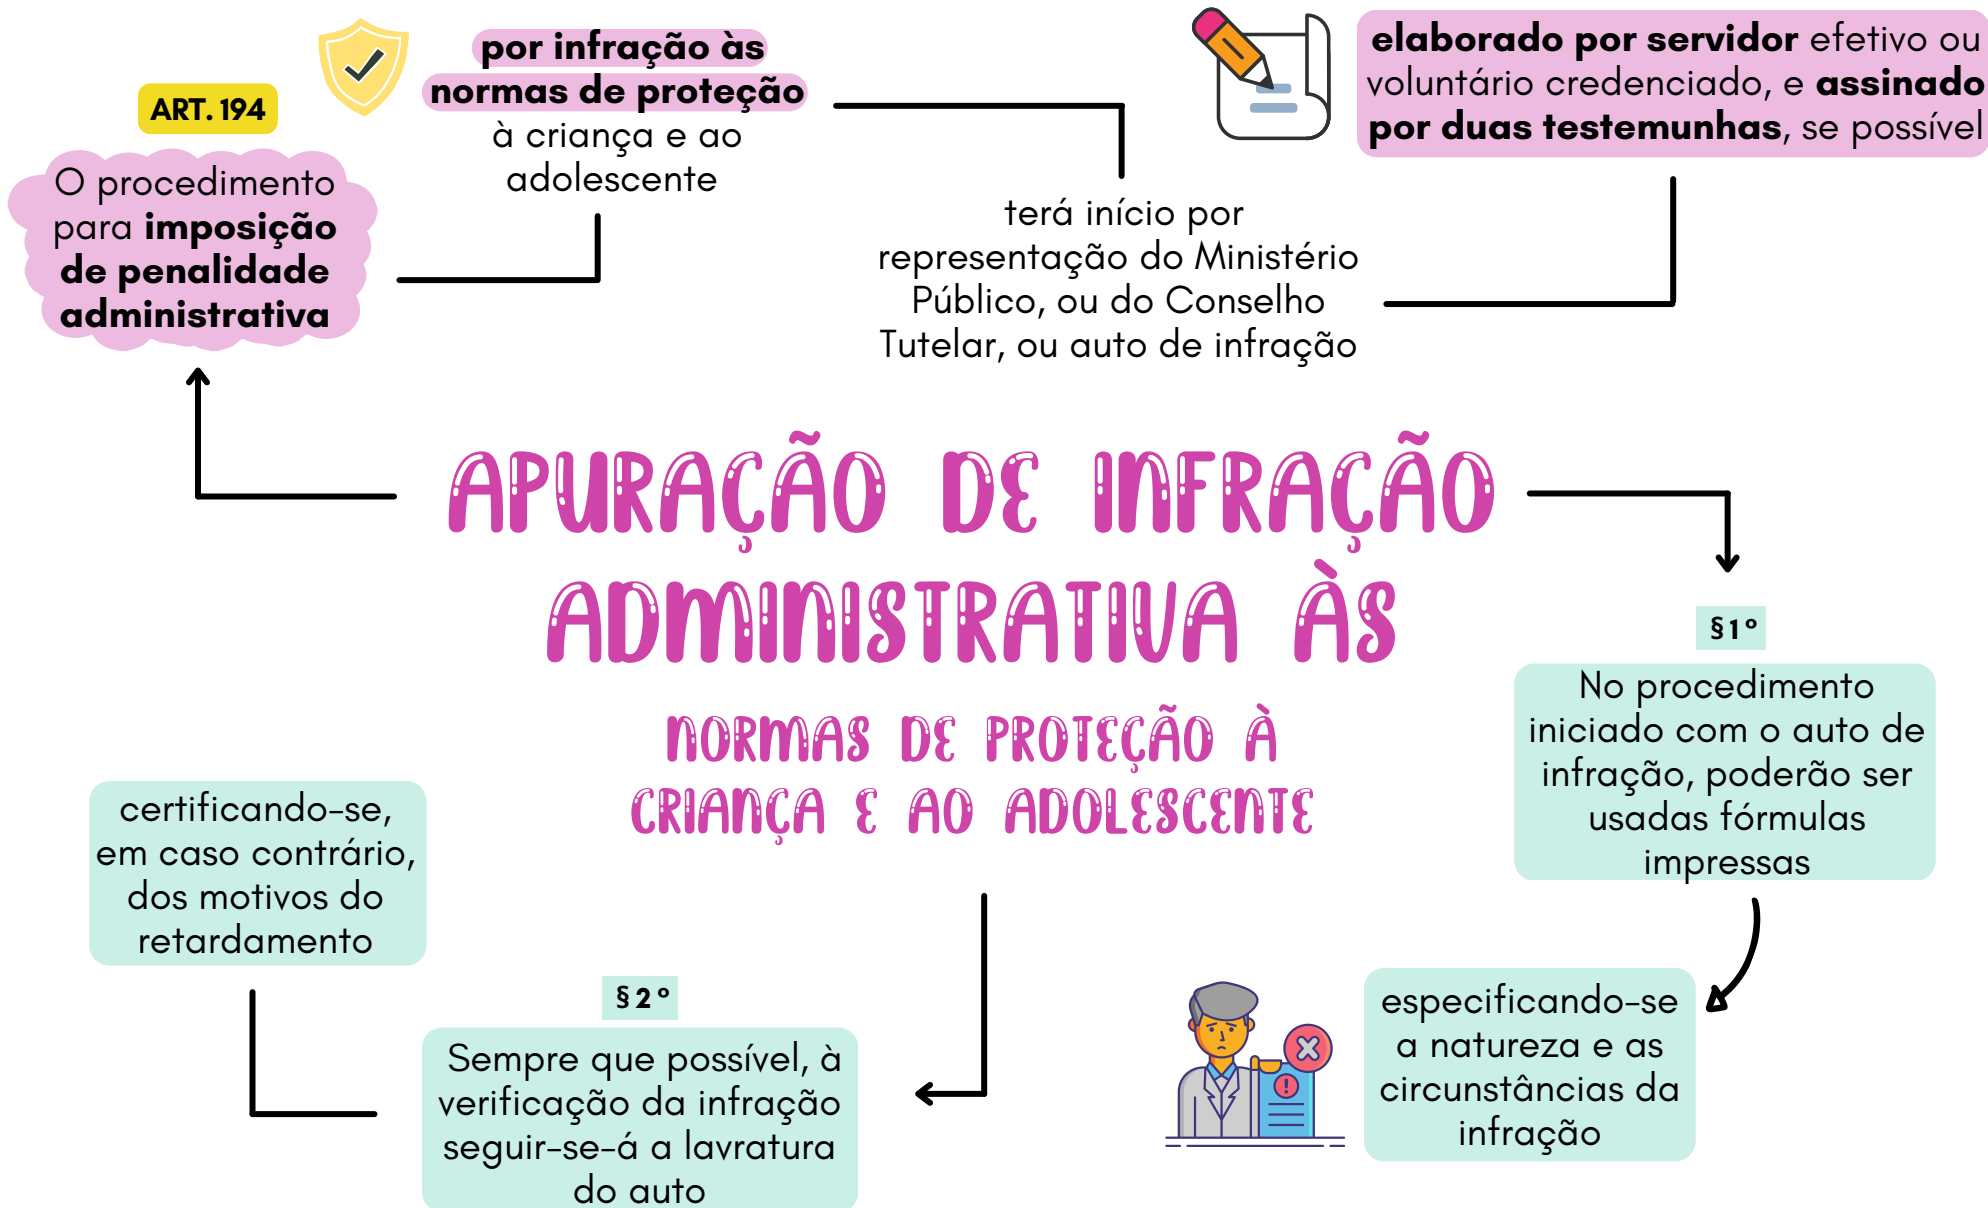 ART. 194
O procedimento
para imposição
de penalidade
administrativa
por infração às
normas de proteção
à criança e ao
adolescente
terá início por
representação do Ministério
Público, ou do Conselho
Tutelar, ou auto de infração
elaborado por servidor efetivo ou
voluntário credenciado, e assinado
por duas testemunhas, se possível
APURAÇÃO DE INFRAÇÃO
ADMINISTRATIVA ÀS
NORMAS DE PROTEÇÃO À
CRIANÇA E AO ADOLESCENTE
§1º
No procedimento
iniciado com o auto de
infração, poderão ser
usadas fórmulas
impressas
especificando-se
a natureza e as
circunstâncias da
infração
§2º
Sempre que possível, à
verificação da infração
seguir-se-á a lavratura
do auto
certificando-se,
em caso contrário,
dos motivos do
retardamento